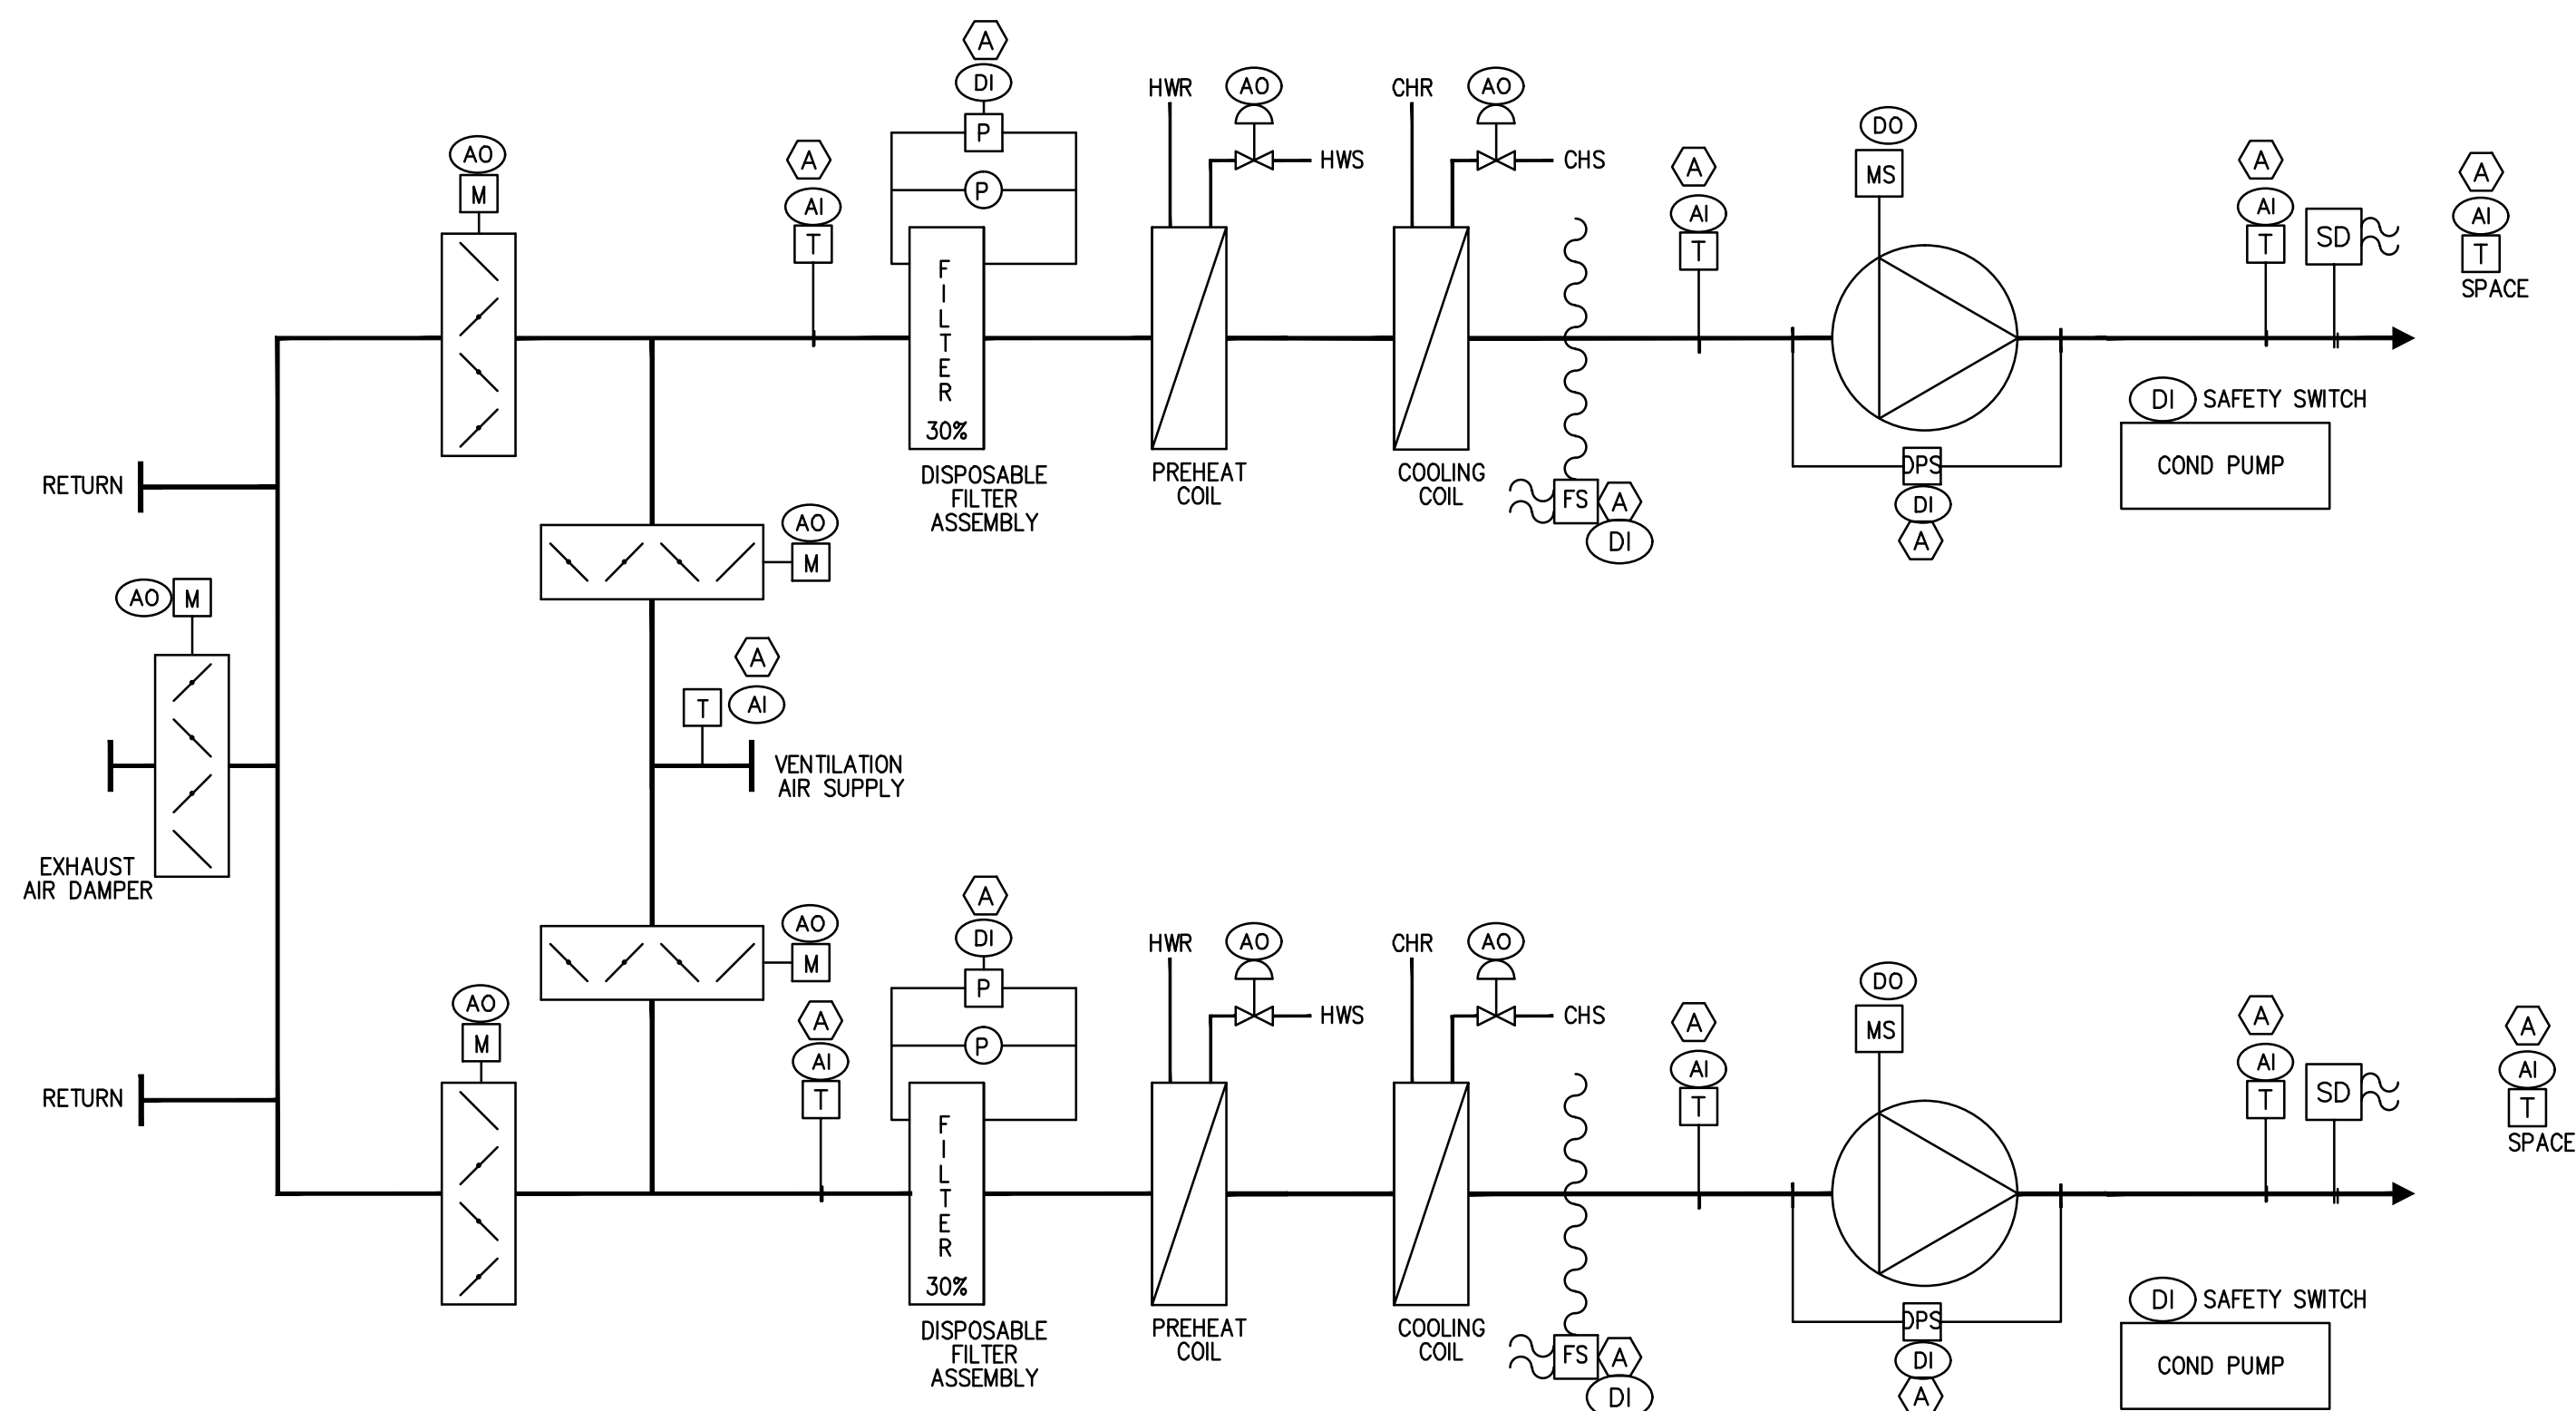 A
DI
P
P
HWR
AO
HWS
CHR
AO
CHS
DO
MS
AO
M
A
AI
T
A
AI
T
A
AI
T
SD
A
AI
T
SPACE
FILTER
30%
DISPOSABLE
FILTER
ASSEMBLY
PREHEAT
COIL
COOLING
COIL
FS
A
DI
DPS
DI
A
DI
SAFETY SWITCH
COND PUMP
RETURN
AO
M
AO
M
A
T
AI
VENTILATION
AIR SUPPLY
EXHAUST
AIR DAMPER
AO
M
A
DI
P
P
HWR
AO
HWS
CHR
AO
CHS
DO
MS
AO
M
A
AI
T
A
AI
T
A
AI
T
SD
A
AI
T
SPACE
RETURN
FILTER
30%
DISPOSABLE
FILTER
ASSEMBLY
PREHEAT
COIL
COOLING
COIL
FS
A
DI
DPS
DI
A
DI
SAFETY SWITCH
COND PUMP